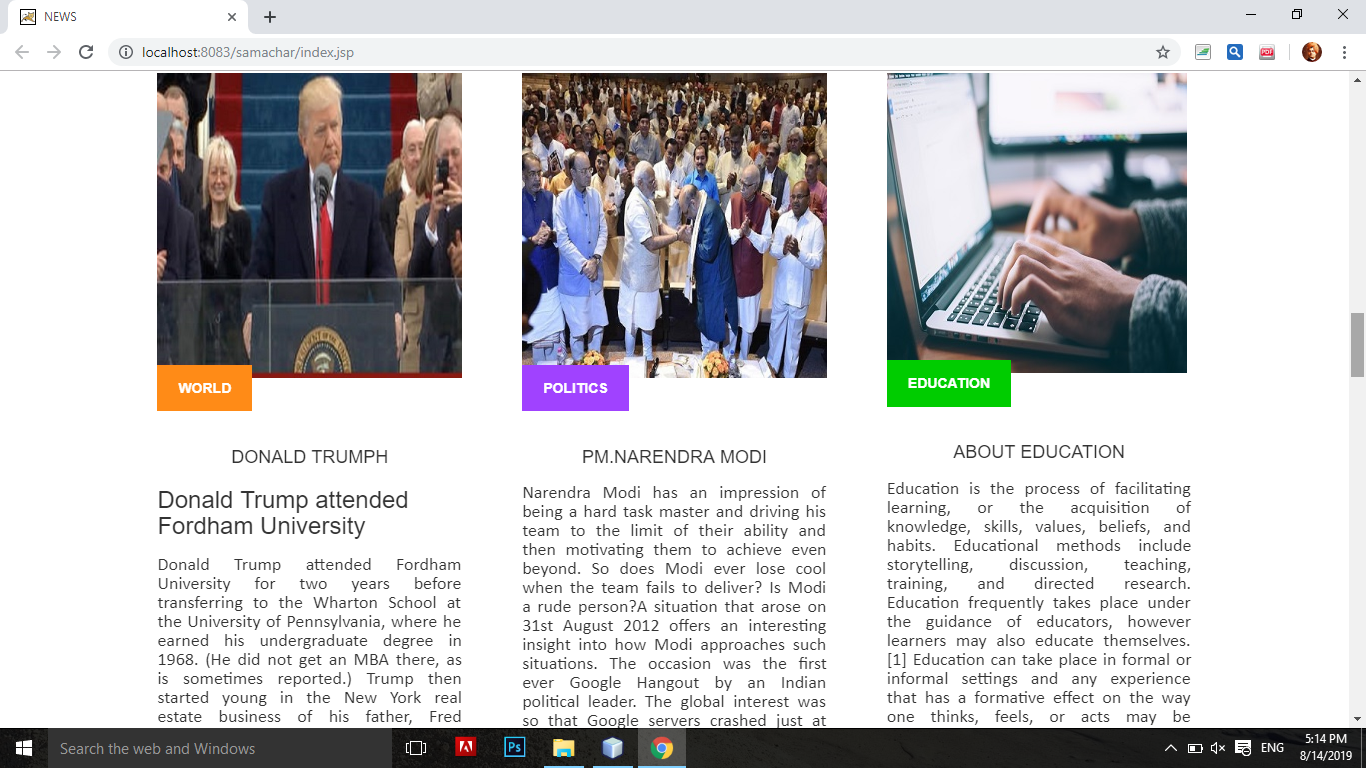 NEWS
localhost:8083/samachar/index.jsp
PDF
WORLD
DONALD TRUMPH
Donald Trump attended
Fordham University
Donald Trump attended Fordham
University for two years before
transferring to the Wharton School at
the University of Pennsylvania, where he
earned his undergraduate degree in
1968. (He did not get an MBA there, as
is sometimes reported.) Trump then
started young in the New York real
estate business of his father, Fred
POLITICS
PM.NARENDRA MODI
Narendra Modi has an impression of
being a hard task master and driving his
team to the limit of their ability and
then motivating them to achieve even
beyond. So does Modi ever lose cool
when the team fails to deliver? Is Modi
a rude person?A situation that arose on
31st August 2012 offers an interesting
insight into how Modi approaches such
situations. The occasion was the first
ever Google Hangout by an Indian
political leader. The global interest was
so that Google servers crashed just at
EDUCATION
ABOUT EDUCATION
Education is the process of facilitating
learning, or the acquisition of
knowledge, skills, values, beliefs, and
habits. Educational methods include
storytelling, discussion, teaching,
training, and directed research.
Education frequently takes place under
the guidance of educators, however
learners may also educate themselves.
[1] Education can take place in formal or
informal settings and any experience
that has a formative effect on the way
one thinks, feels, or acts may be
Search the web and Windows
Ps
ENG
5:14 PM
8/14/2019